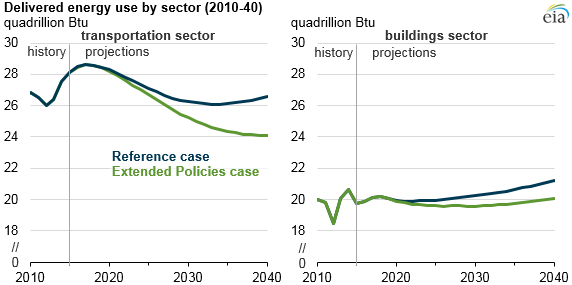 Delivered energy use by sector (2010-40)
quadrillion Btu
transportation sector
history
projections
30
28
26
24
22
20
18
//
0
2010
2020
2030
2040
Reference case
Extended Policies case
eia
quadrillion Btu
buildings sector
history
projections
30
28
26
24
22
20
18
//
0
2010
2020
2030
2040